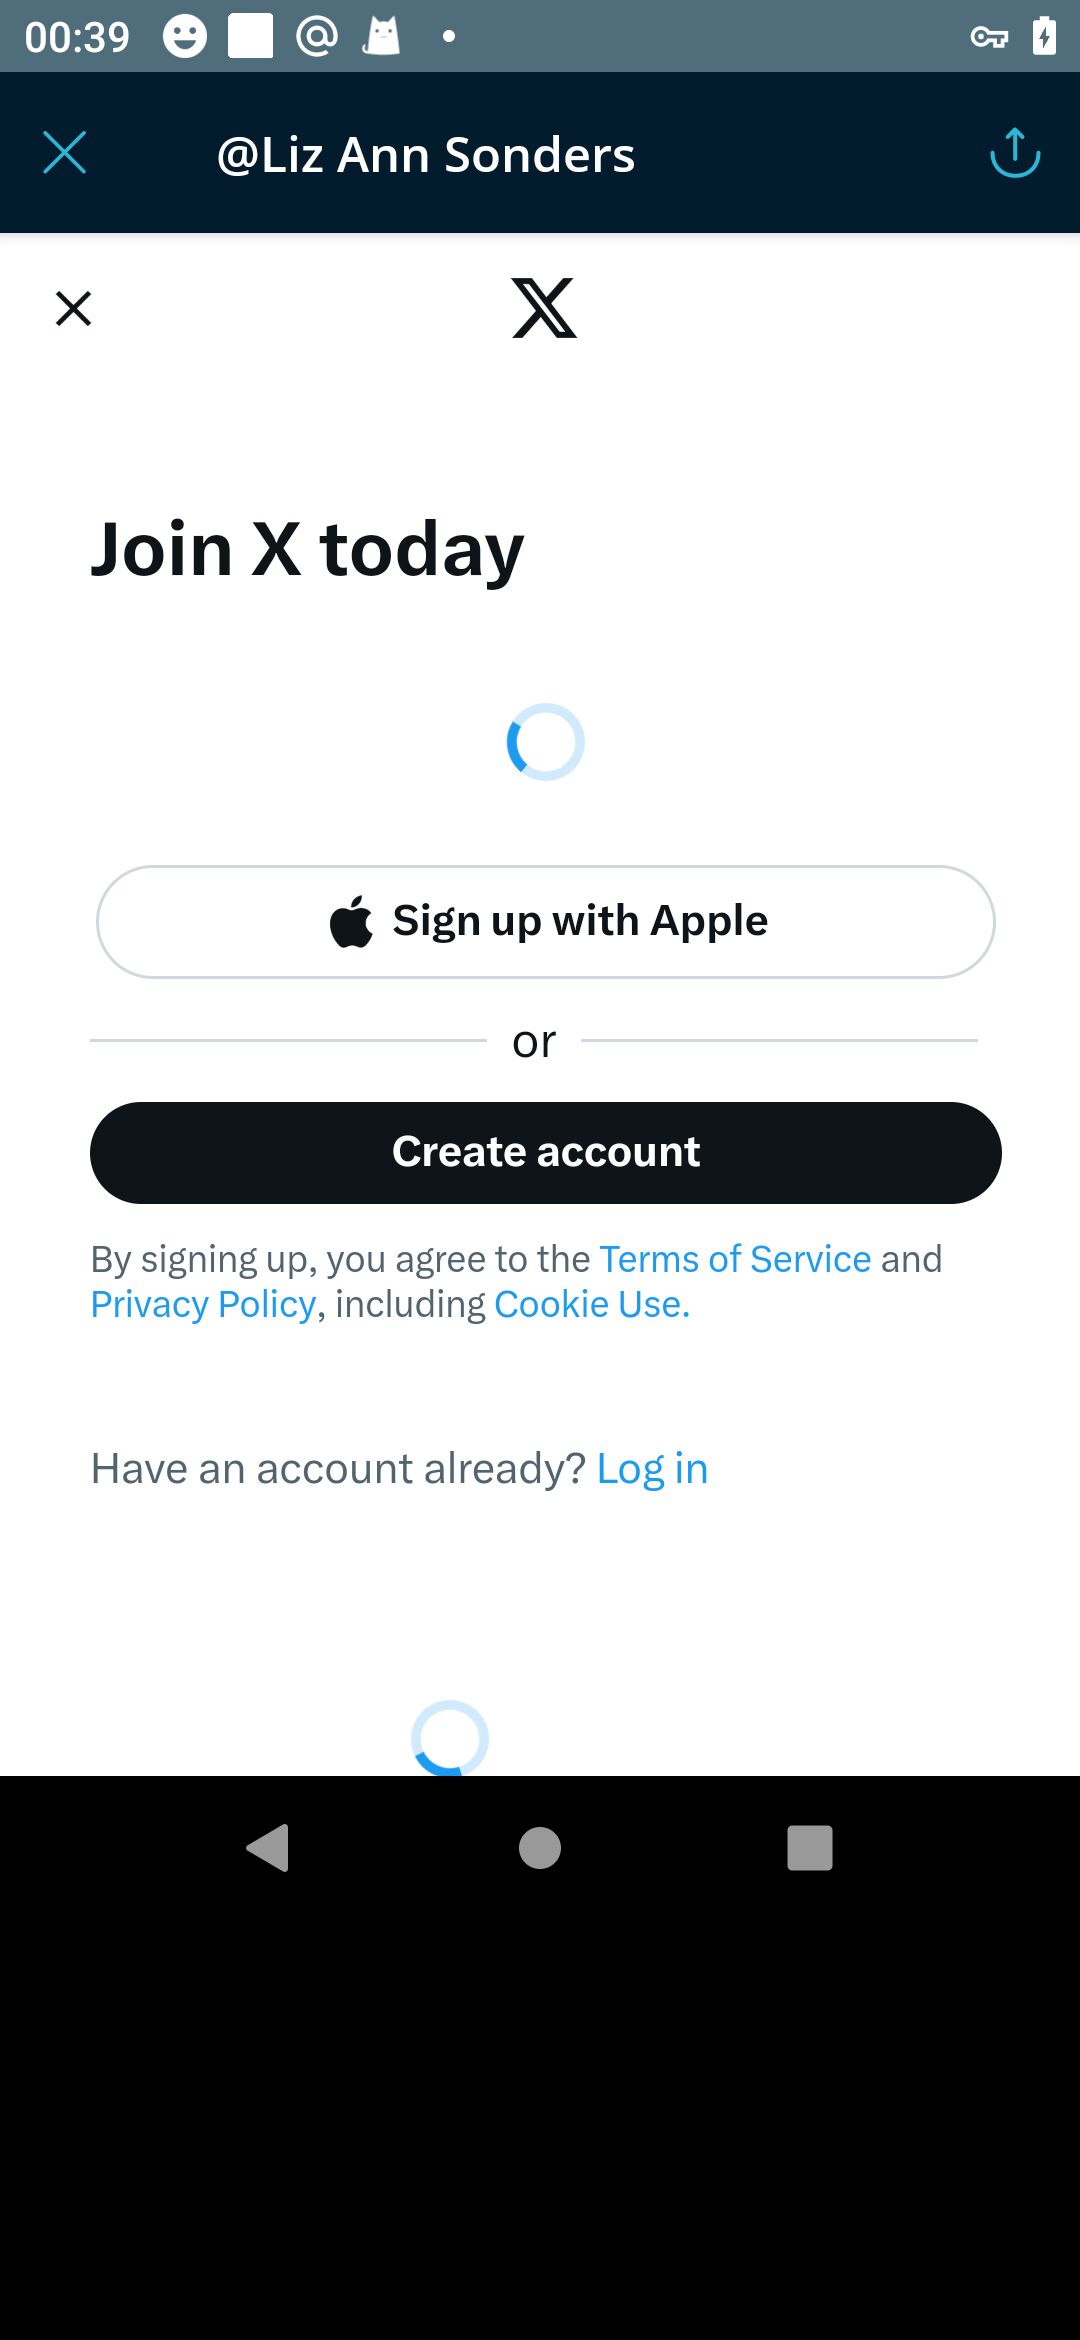 00:39
@Liz Ann Sonders
Join X today
Sign up with Apple
or
Create account
By signing up, you agree to the Terms of Service and
Privacy Policy, including Cookie Use.
Have an account already? Log in